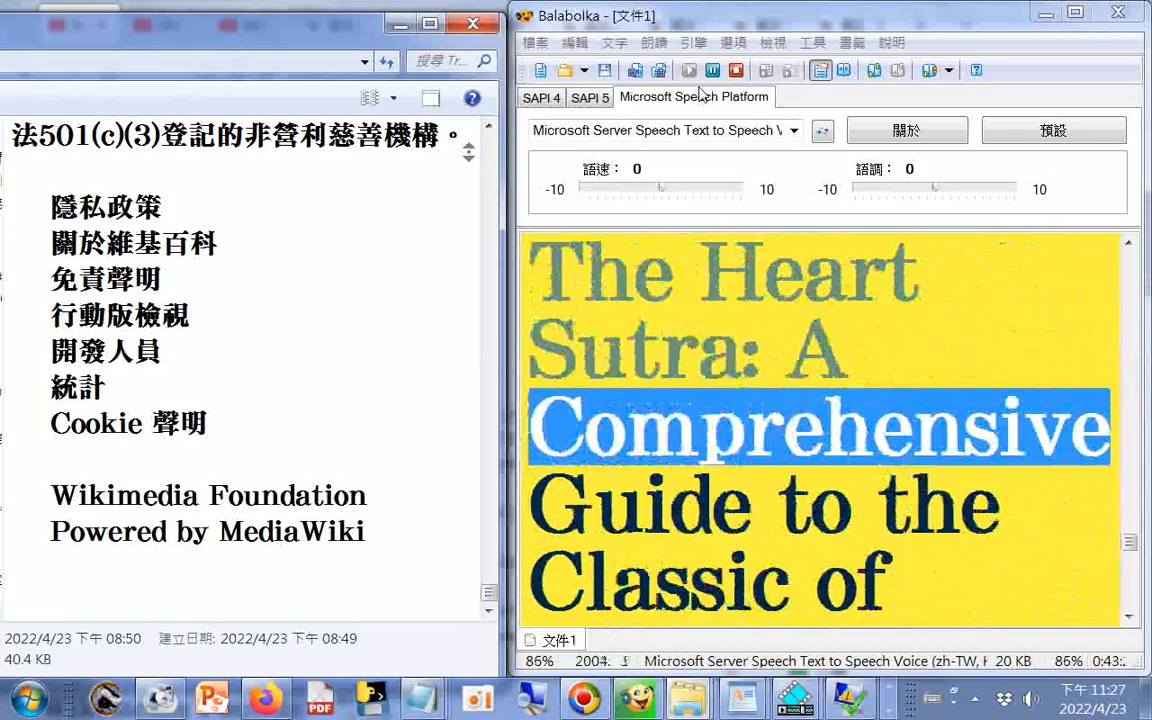 搜尋 Tr...
法501(c)(3)登記的非營利慈善機構。
隱私政策
關於維基百科
免責聲明
行動版檢視
開發人員
統計
Cookie 聲明
Wikimedia Foundation
Powered by MediaWiki
2022/4/23 下午 08:50 建立日期: 2022/4/23 下午 08:49
40.4 KB
Balabolka - [文件1]
檔案 編輯 文字 朗讀 引擎 選項 檢視 工具 書籤 說明
SAPI 4 SAPI 5 Microsoft Speech Platform
Microsoft Server Speech Text to Speech V 關於 預設
語速： 0 語調： 0
-10 10 -10 10
The Heart
Sutra: A
Comprehensive
Guide to the
Classic of
文件1
86% 2004: 1 Microsoft Server Speech Text to Speech Voice (zh-TW, H 20 KB 86% 0:43:
PDF
下午 11:27
2022/4/23